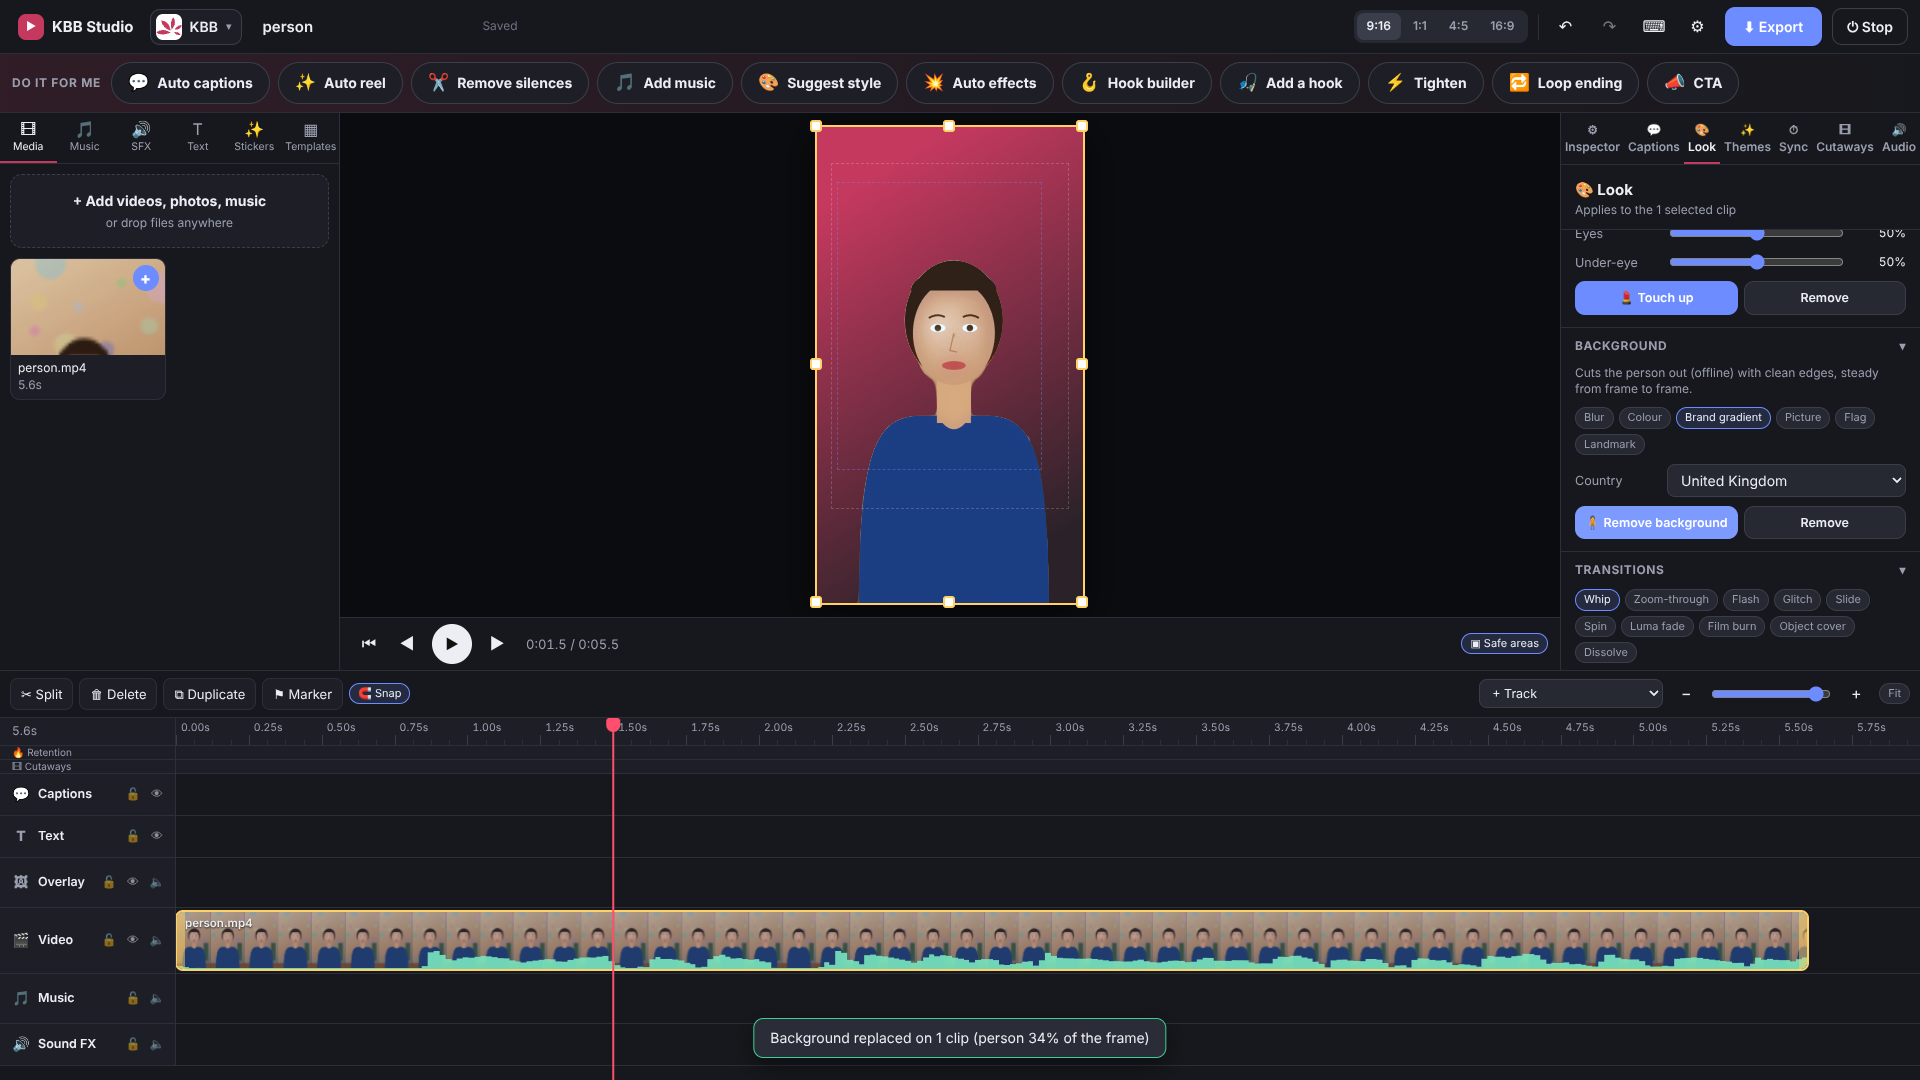 KBB Studio
KBB
person
Saved
9:16 1:1 4:5 16:9
Export
Stop
DO IT FOR ME
Auto captions
Auto reel
Remove silences
Add music
Suggest style
Auto effects
Hook builder
Add a hook
Tighten
Loop ending
CTA
Media Music SFX Text Stickers Templates
+ Add videos, photos, music
or drop files anywhere
person.mp4
5.6s
0:01.5 / 0:05.5
Safe areas
Inspector Captions Look Themes Sync Cutaways Audio
Look
Applies to the 1 selected clip
Eyes 50%
Under-eye 50%
Touch up Remove
BACKGROUND
Cuts the person out (offline) with clean edges, steady
from frame to frame.
Blur Colour Brand gradient Picture Flag
Landmark
Country United Kingdom
Remove background Remove
TRANSITIONS
Whip Zoom-through Flash Glitch Slide
Spin Luma fade Film burn Object cover
Dissolve
Split Delete Duplicate Marker Snap
+ Track
− + Fit
5.6s
0.00s 0.25s 0.50s 0.75s 1.00s 1.25s 1.50s 1.75s 2.00s 2.25s 2.50s 2.75s 3.00s 3.25s 3.50s 3.75s 4.00s 4.25s 4.50s 4.75s 5.00s 5.25s 5.50s 5.75s
Retention
Cutaways
Captions
T Text
Overlay
Video
person.mp4
Music
Sound FX
Background replaced on 1 clip (person 34% of the frame)